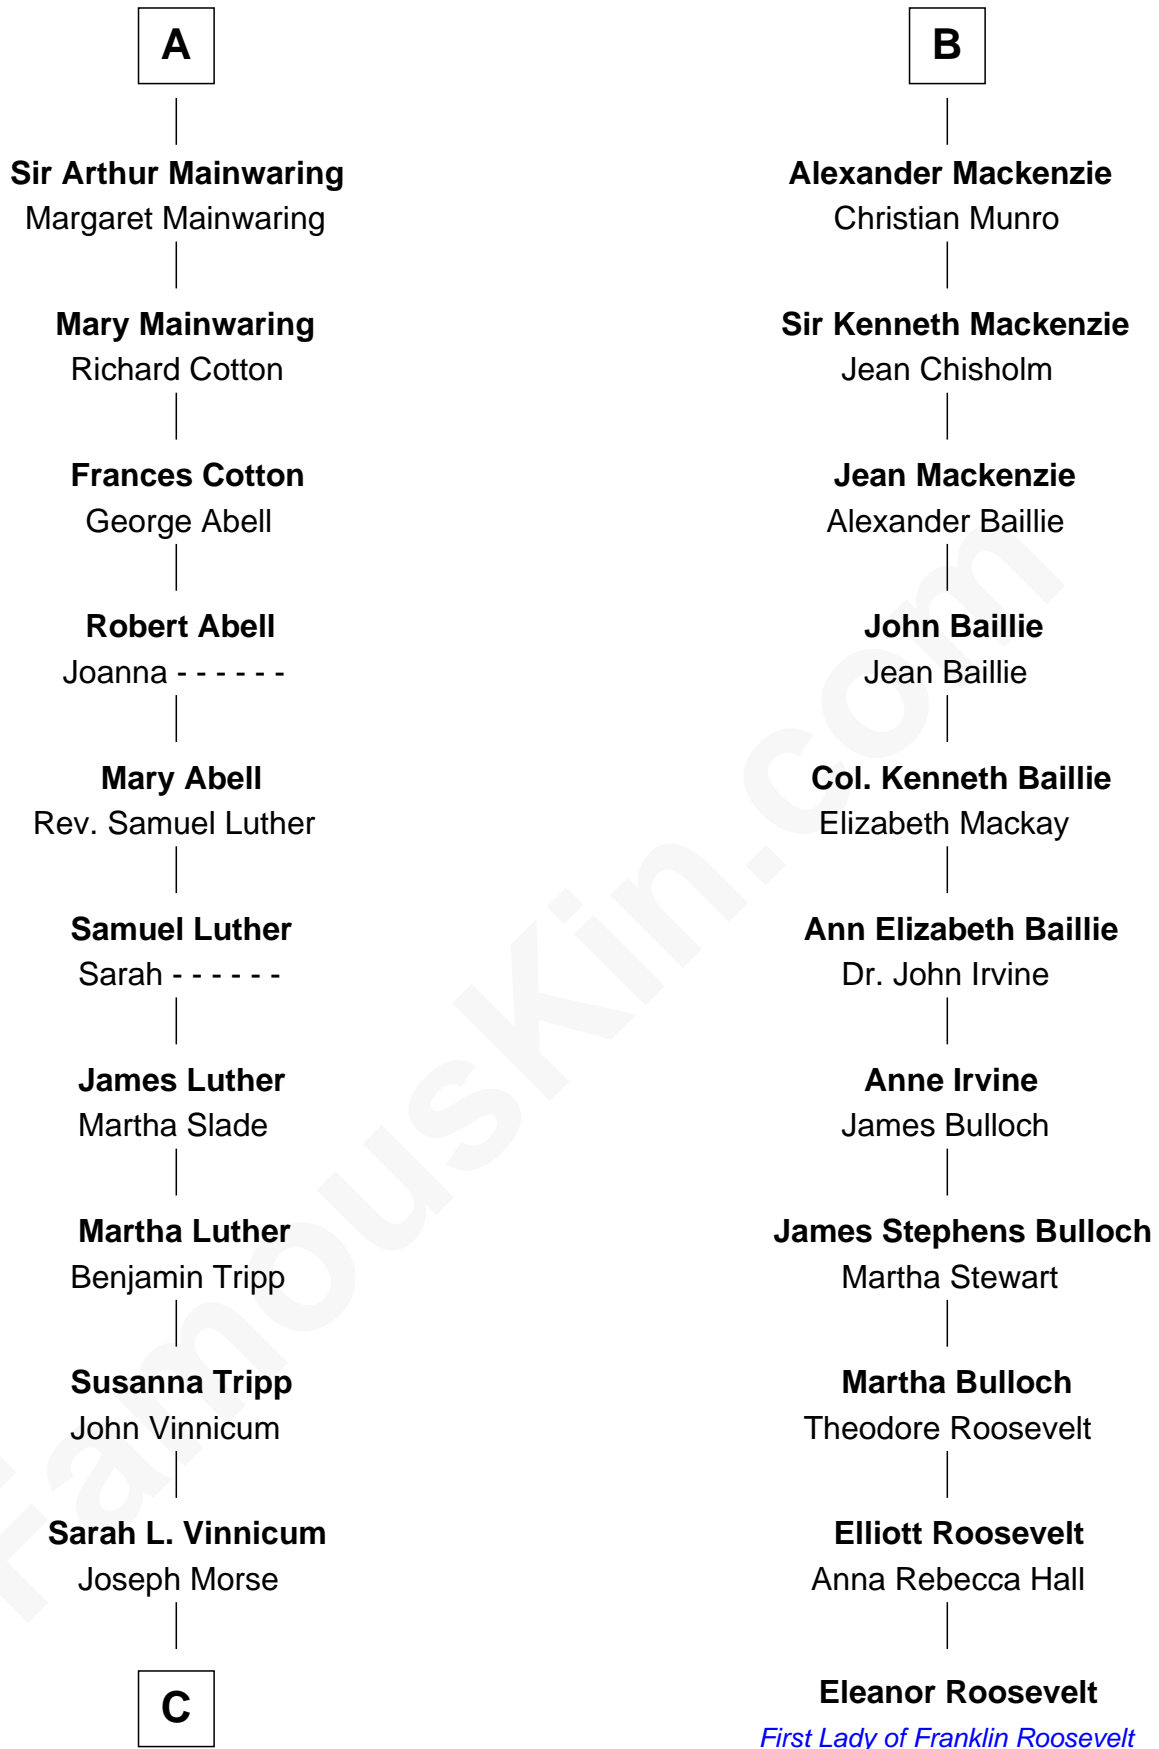 A
Sir Arthur Mainwaring
Margaret Mainwaring
Mary Mainwaring
Richard Cotton
Frances Cotton
George Abell
Robert Abell
Joanna - - - - - -
Mary Abell
Rev. Samuel Luther
Samuel Luther
Sarah - - - - - -
James Luther
Martha Slade
Martha Luther
Benjamin Tripp
Susanna Tripp
John Vinnicum
Sarah L. Vinnicum
Joseph Morse
C
B
Alexander Mackenzie
Christian Munro
Sir Kenneth Mackenzie
Jean Chisholm
Jean Mackenzie
Alexander Baillie
John Baillie
Jean Baillie
Col. Kenneth Baillie
Elizabeth Mackay
Ann Elizabeth Baillie
Dr. John Irvine
Anne Irvine
James Bulloch
James Stephens Bulloch
Martha Stewart
Martha Bulloch
Theodore Roosevelt
Elliott Roosevelt
Anna Rebecca Hall
Eleanor Roosevelt
First Lady of Franklin Roosevelt
FamousKin.com